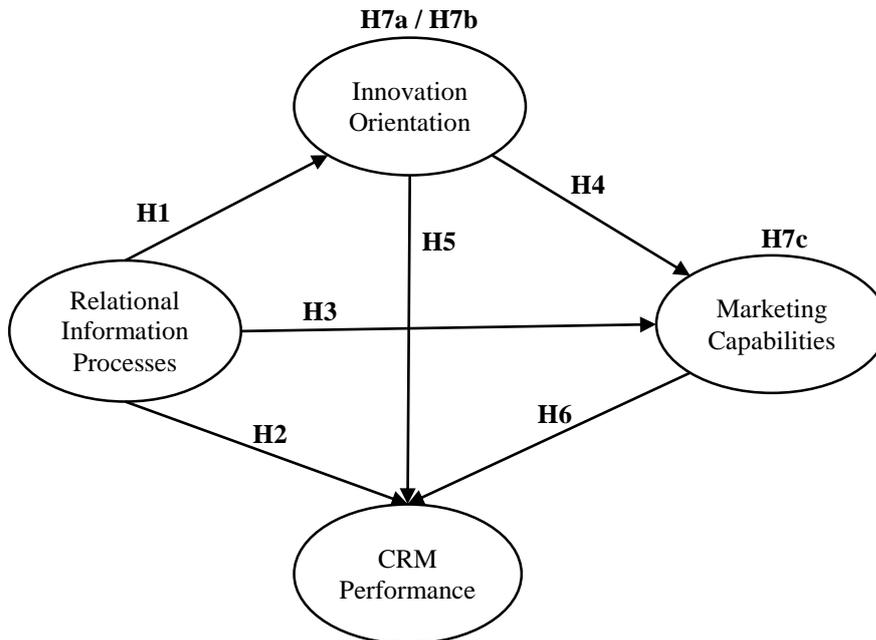 H7a / H7b
Innovation
Orientation
H1
H4
H5
H7c
Relational
Information
Processes
H3
Marketing
Capabilities
H2
H6
CRM
Performance